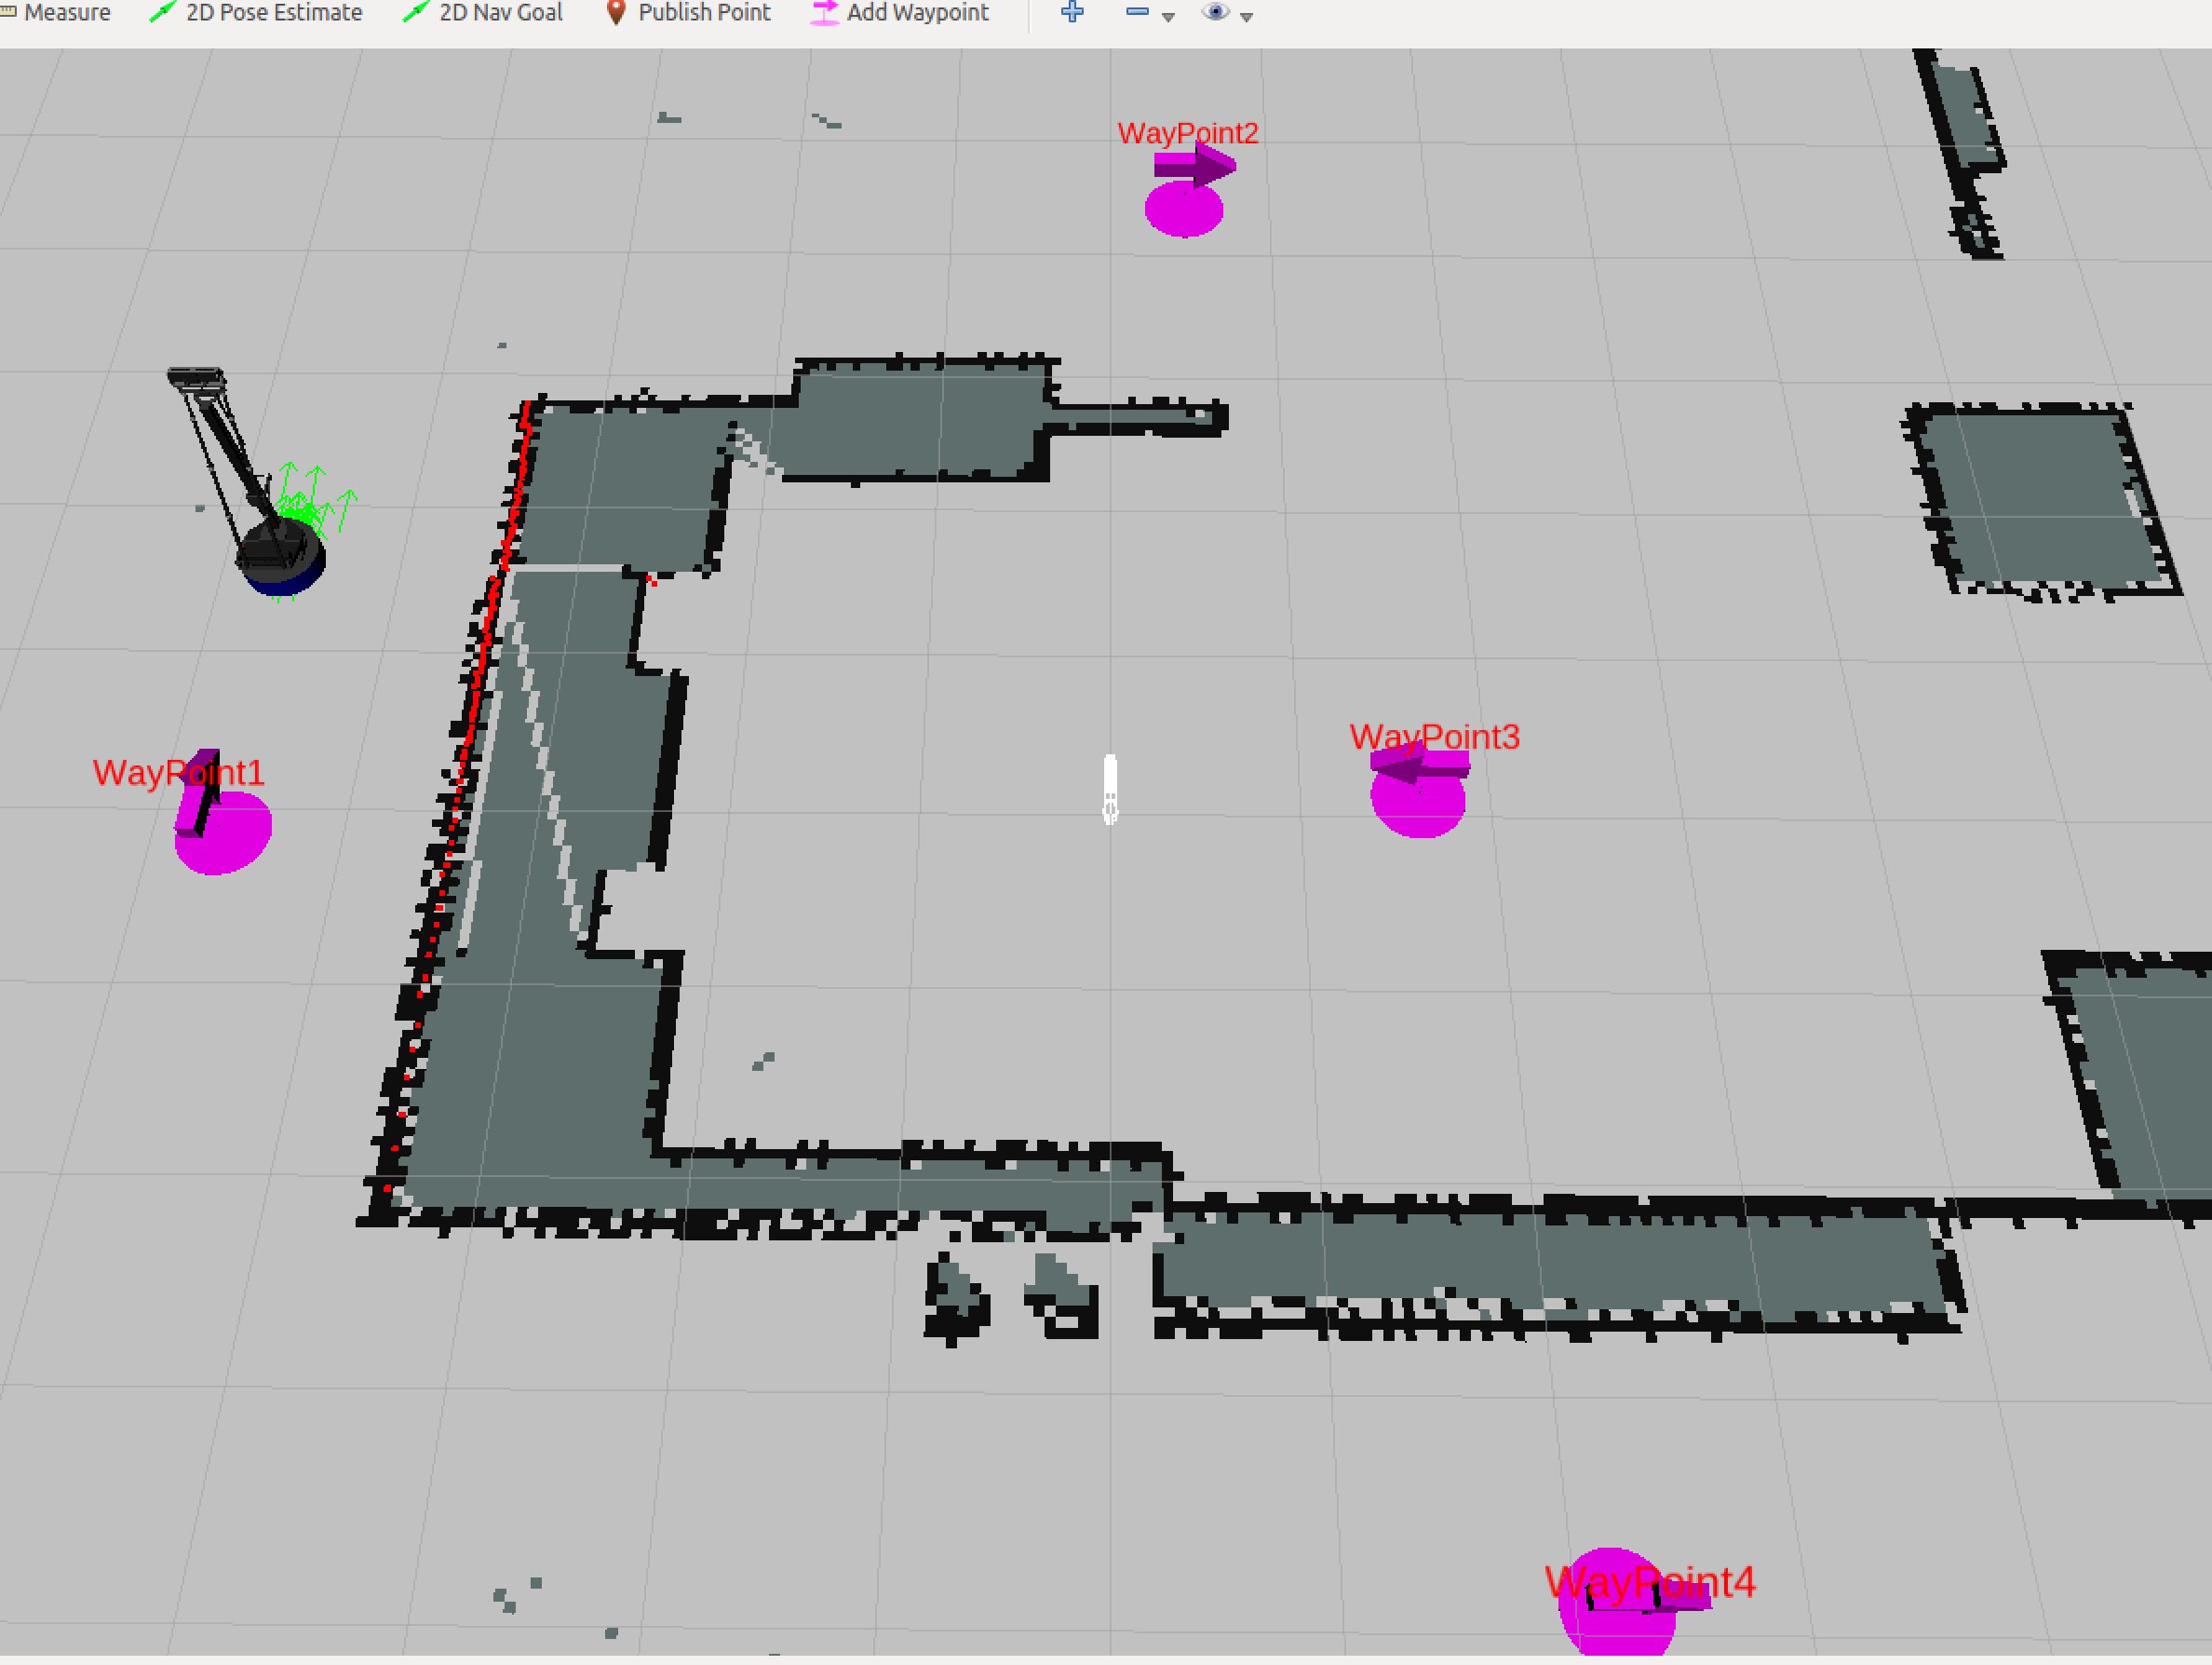 Measure 2D Pose Estimate 2D Nav Goal Publish Point Add Waypoint
WayPoint2
WayPoint3
WayPoint1
WayPoint4